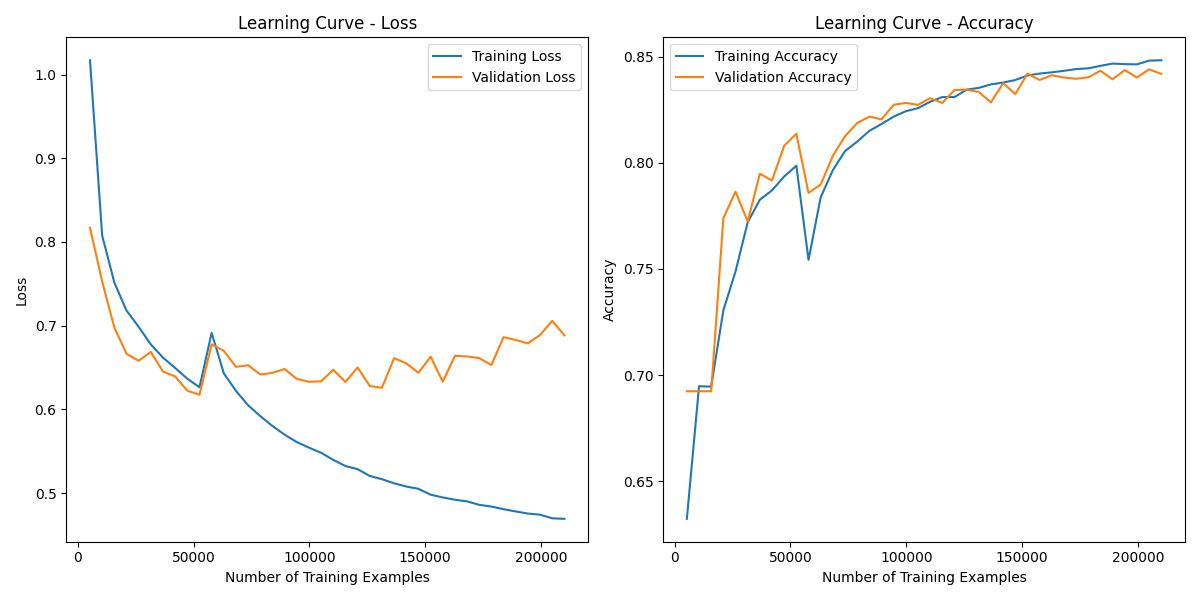 Learning Curve - Loss
Training Loss
Validation Loss
1.0
0.9
0.8
0.7
0.6
0.5
Loss
0
50000
100000
150000
200000
Number of Training Examples
Learning Curve - Accuracy
Training Accuracy
Validation Accuracy
0.85
0.80
0.75
0.70
0.65
Accuracy
0
50000
100000
150000
200000
Number of Training Examples